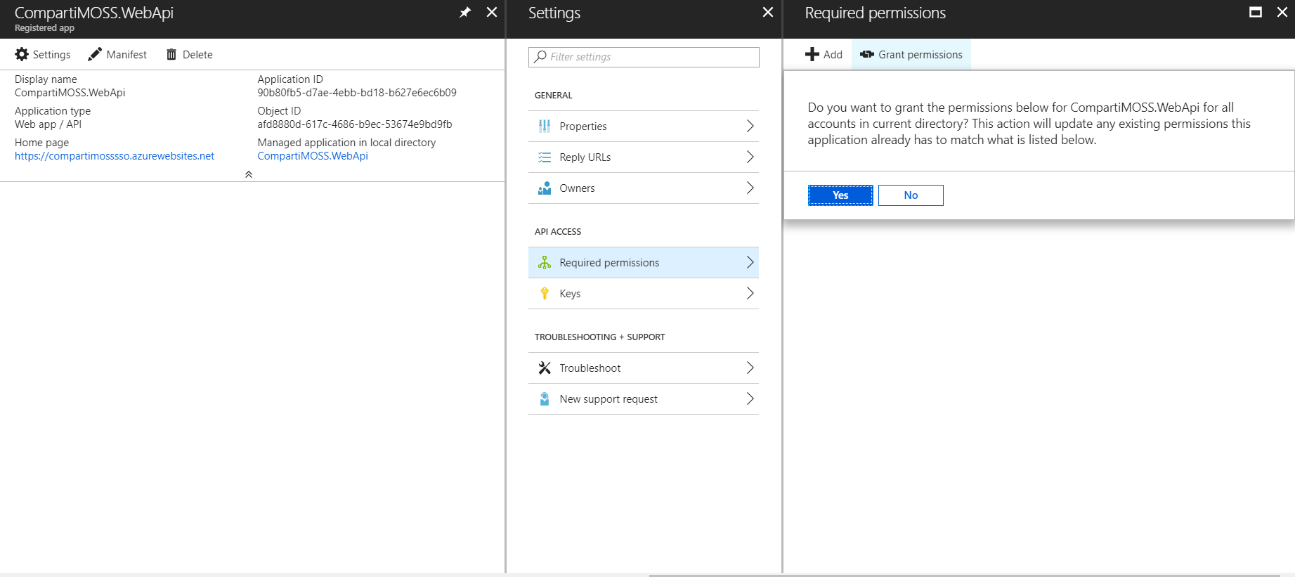 CompartiMOSS.WebApi
Registered app
Settings
Manifest
Delete
Display name
CompartiMOSS.WebApi
Application ID
90b80fb5-d7ae-4ebb-bd18-b627e6ec6b09
Application type
Web app / API
Object ID
afd8880d-617c-4686-b9ec-53674e9bd9fb
Home page
https://compartimosssso.azurewebsites.net
Managed application in local directory
CompartiMOSS.WebApi
Settings
Filter settings
GENERAL
Properties
Reply URLs
Owners
API ACCESS
Required permissions
Keys
TROUBLESHOOTING + SUPPORT
Troubleshoot
New support request
Required permissions
Add
Grant permissions
Do you want to grant the permissions below for CompartiMOSS.WebApi for all
accounts in current directory? This action will update any existing permissions this
application already has to match what is listed below.
Yes
No